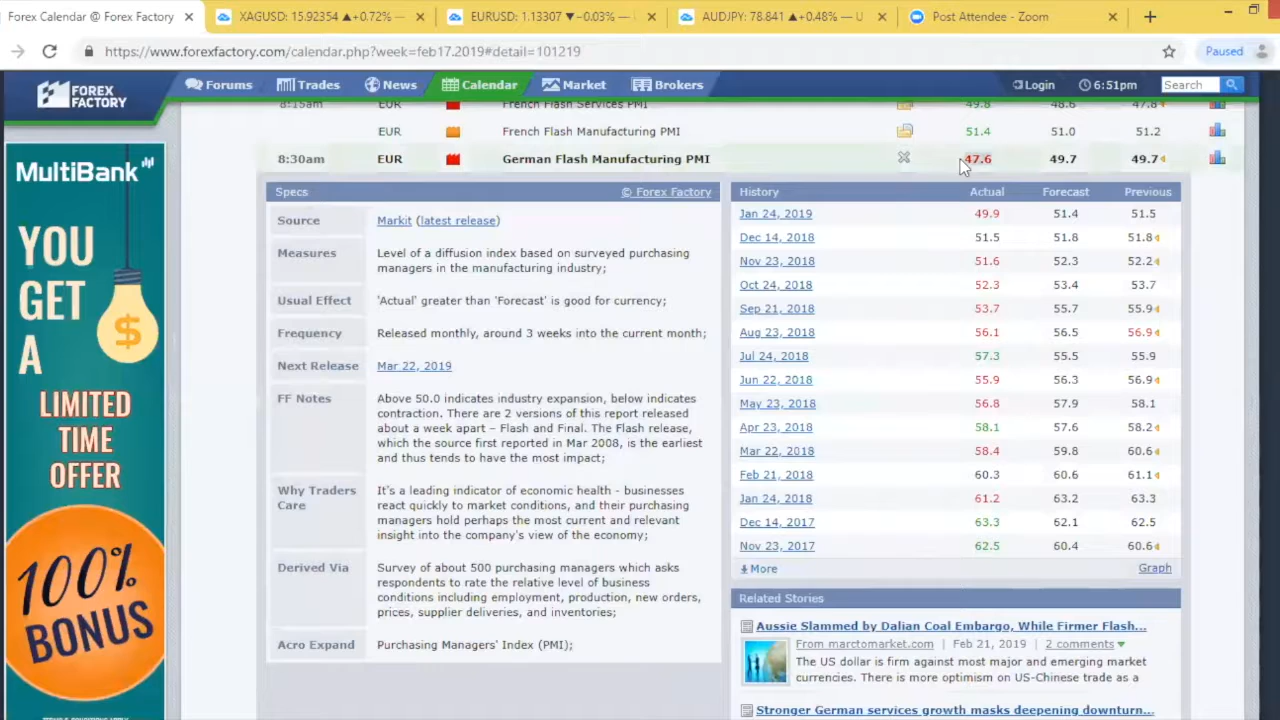 Forex Calendar @ Forex Factory
XAGUSD: 15.92354 ▲+0.72% —
EURUSD: 1.13307 ▼−0.03% —
AUDJPY: 78.841 ▲+0.48% — U
Post Attendee - Zoom
https://www.forexfactory.com/calendar.php?week=feb17.2019#detail=101219
Paused
FOREX FACTORY
Forums
Trades
News
Calendar
Market
Brokers
Login
6:51pm
Search
8:15am EUR French Flash Services PMI 49.8 48.6 47.8
EUR French Flash Manufacturing PMI 51.4 51.0 51.2
8:30am EUR German Flash Manufacturing PMI 47.6 49.7 49.7
MultiBank
YOU
GET
A
$
LIMITED
TIME
OFFER
100%
BONUS
Specs © Forex Factory
Source Markit (latest release)
Measures Level of a diffusion index based on surveyed purchasing
managers in the manufacturing industry;
Usual Effect 'Actual' greater than 'Forecast' is good for currency;
Frequency Released monthly, around 3 weeks into the current month;
Next Release Mar 22, 2019
FF Notes Above 50.0 indicates industry expansion, below indicates
contraction. There are 2 versions of this report released
about a week apart – Flash and Final. The Flash release,
which the source first reported in Mar 2008, is the earliest
and thus tends to have the most impact;
Why Traders Care It's a leading indicator of economic health - businesses
react quickly to market conditions, and their purchasing
managers hold perhaps the most current and relevant
insight into the company's view of the economy;
Derived Via Survey of about 500 purchasing managers which asks
respondents to rate the relative level of business
conditions including employment, production, new orders,
prices, supplier deliveries, and inventories;
Acro Expand Purchasing Managers' Index (PMI);
History Actual Forecast Previous
Jan 24, 2019 49.9 51.4 51.5
Dec 14, 2018 51.5 51.8 51.8
Nov 23, 2018 51.6 52.3 52.2
Oct 24, 2018 52.3 53.4 53.7
Sep 21, 2018 53.7 55.7 55.9
Aug 23, 2018 56.1 56.5 56.9
Jul 24, 2018 57.3 55.5 55.9
Jun 22, 2018 55.9 56.3 56.9
May 23, 2018 56.8 57.9 58.1
Apr 23, 2018 58.1 57.6 58.2
Mar 22, 2018 58.4 59.8 60.6
Feb 21, 2018 60.3 60.6 61.1
Jan 24, 2018 61.2 63.2 63.3
Dec 14, 2017 63.3 62.1 62.5
Nov 23, 2017 62.5 60.4 60.6
More Graph
Related Stories
Aussie Slammed by Dalian Coal Embargo, While Firmer Flash...
From marctomarket.com | Feb 21, 2019 | 2 comments
The US dollar is firm against most major and emerging market
currencies. There is more optimism on US-Chinese trade as a
Stronger German services growth masks deepening downturn...